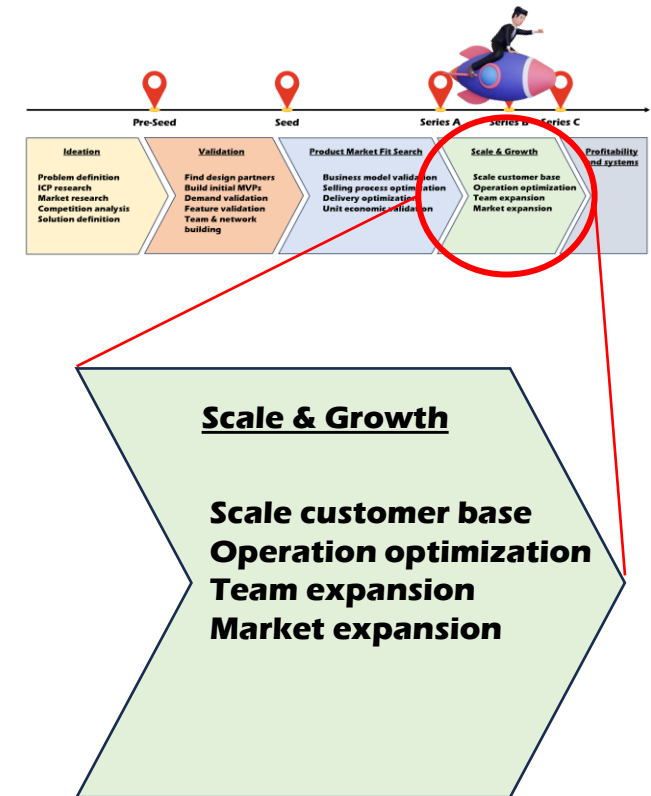 Pre-Seed
Seed
Series A
Series B
Series C
Ideation
Problem definition
ICP research
Market research
Competition analysis
Solution definition
Validation
Find design partners
Build initial MVPs
Demand validation
Feature validation
Team & network
building
Product Market Fit Search
Business model validation
Selling process optimization
Delivery optimization
Unit economic validation
Scale & Growth
Scale customer base
Operation optimization
Team expansion
Market expansion
Profitability
and systems
Scale & Growth
Scale customer base
Operation optimization
Team expansion
Market expansion